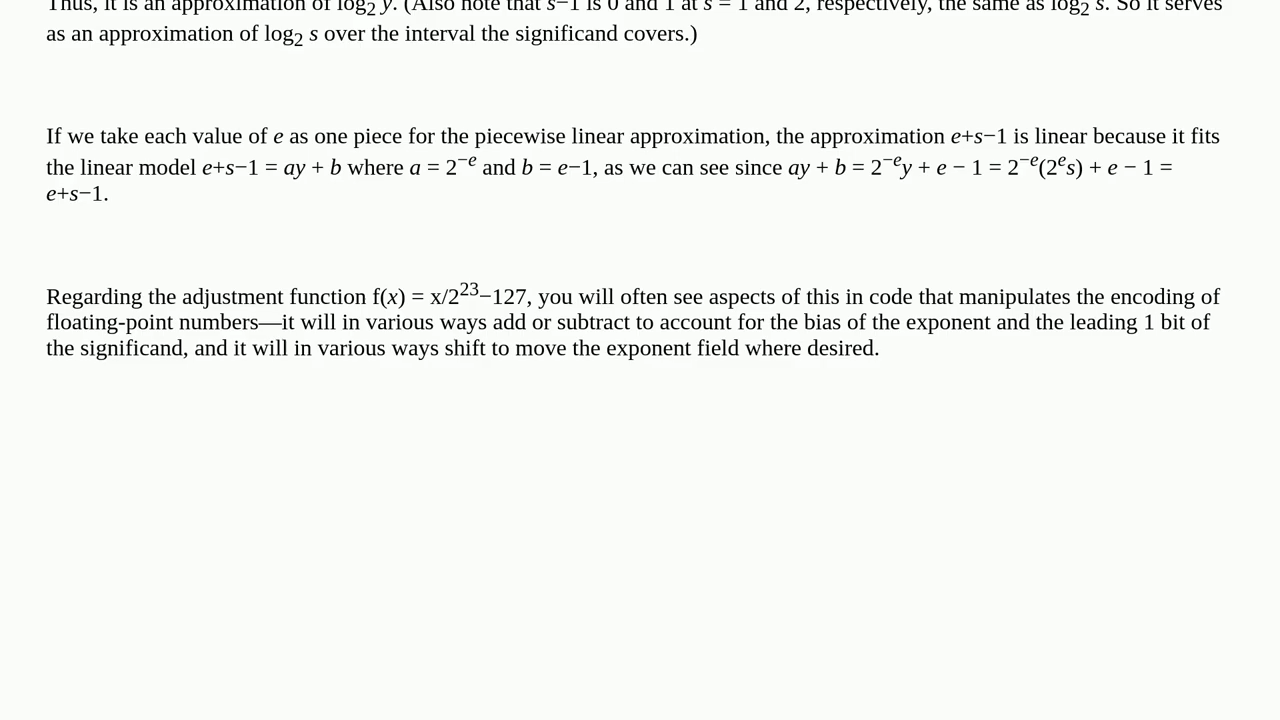 Thus, it is an approximation of log₂ y. (Also note that s−1 is 0 and 1 at s = 1 and 2, respectively, the same as log₂ s. So it serves
as an approximation of log₂ s over the interval the significand covers.)
If we take each value of e as one piece for the piecewise linear approximation, the approximation e+s−1 is linear because it fits
the linear model e+s−1 = ay + b where a = 2⁻ᵉ and b = e−1, as we can see since ay + b = 2⁻ᵉy + e − 1 = 2⁻ᵉ(2ᵉs) + e − 1 =
e+s−1.
Regarding the adjustment function f(x) = x/2²³−127, you will often see aspects of this in code that manipulates the encoding of
floating-point numbers—it will in various ways add or subtract to account for the bias of the exponent and the leading 1 bit of
the significand, and it will in various ways shift to move the exponent field where desired.